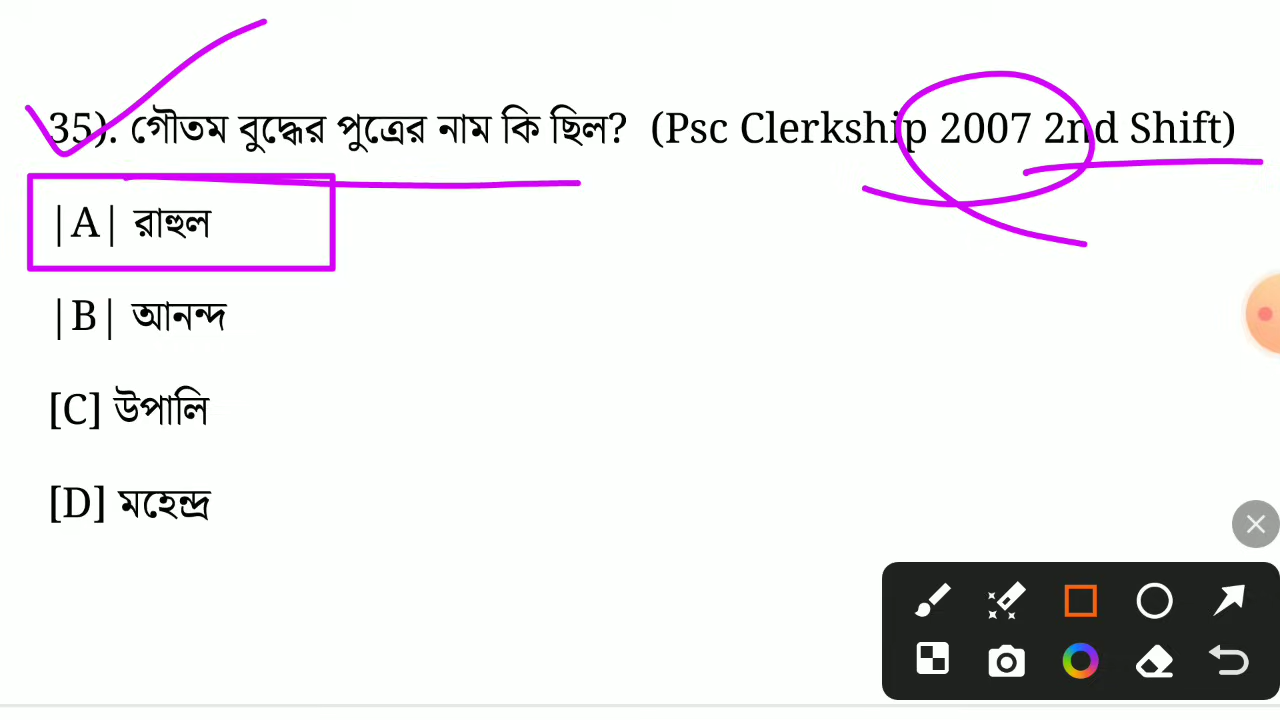 35). গৌতম বুদ্ধের পুত্রের নাম কি ছিল? (Psc Clerkship 2007 2nd Shift)
|A| রাহুল
|B| আনন্দ
[C] উপালি
[D] মহেন্দ্র